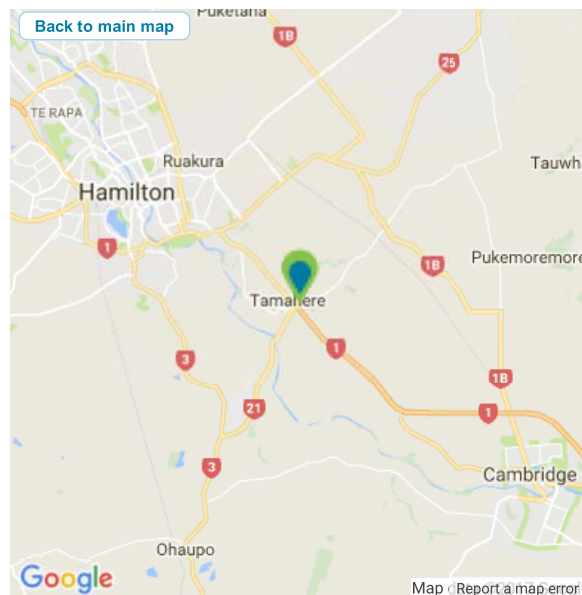 Puketaha
Back to main map
1B
26
TE RAPA
Ruakura
Tauwh
Hamilton
1
Pukemoremore
1B
Tamahere
1
3
1B
21
1
3
Cambridge
Ohaupo
Google
Map
Report a map error